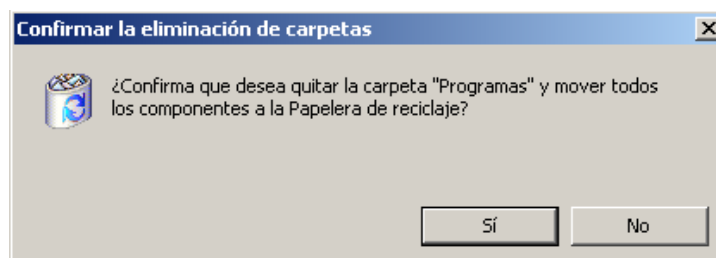 Confirmar la eliminación de carpetas
¿Confirma que desea quitar la carpeta "Programas" y mover todos
los componentes a la Papelera de reciclaje?
Sí
No